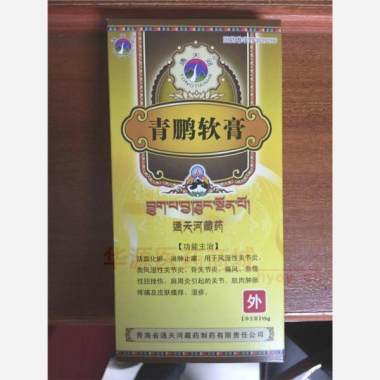 青鹏软膏
通天河藏药
【功能主治】
活血化瘀，消肿止痛。用于风湿性关节炎、
类风湿性关节炎、骨关节炎、痛风、急慢
性扭挫伤、肩周炎引起的关节、肌肉肿胀
疼痛及皮肤瘙痒、湿疹。
外
青海省通天河藏药制药有限责任公司